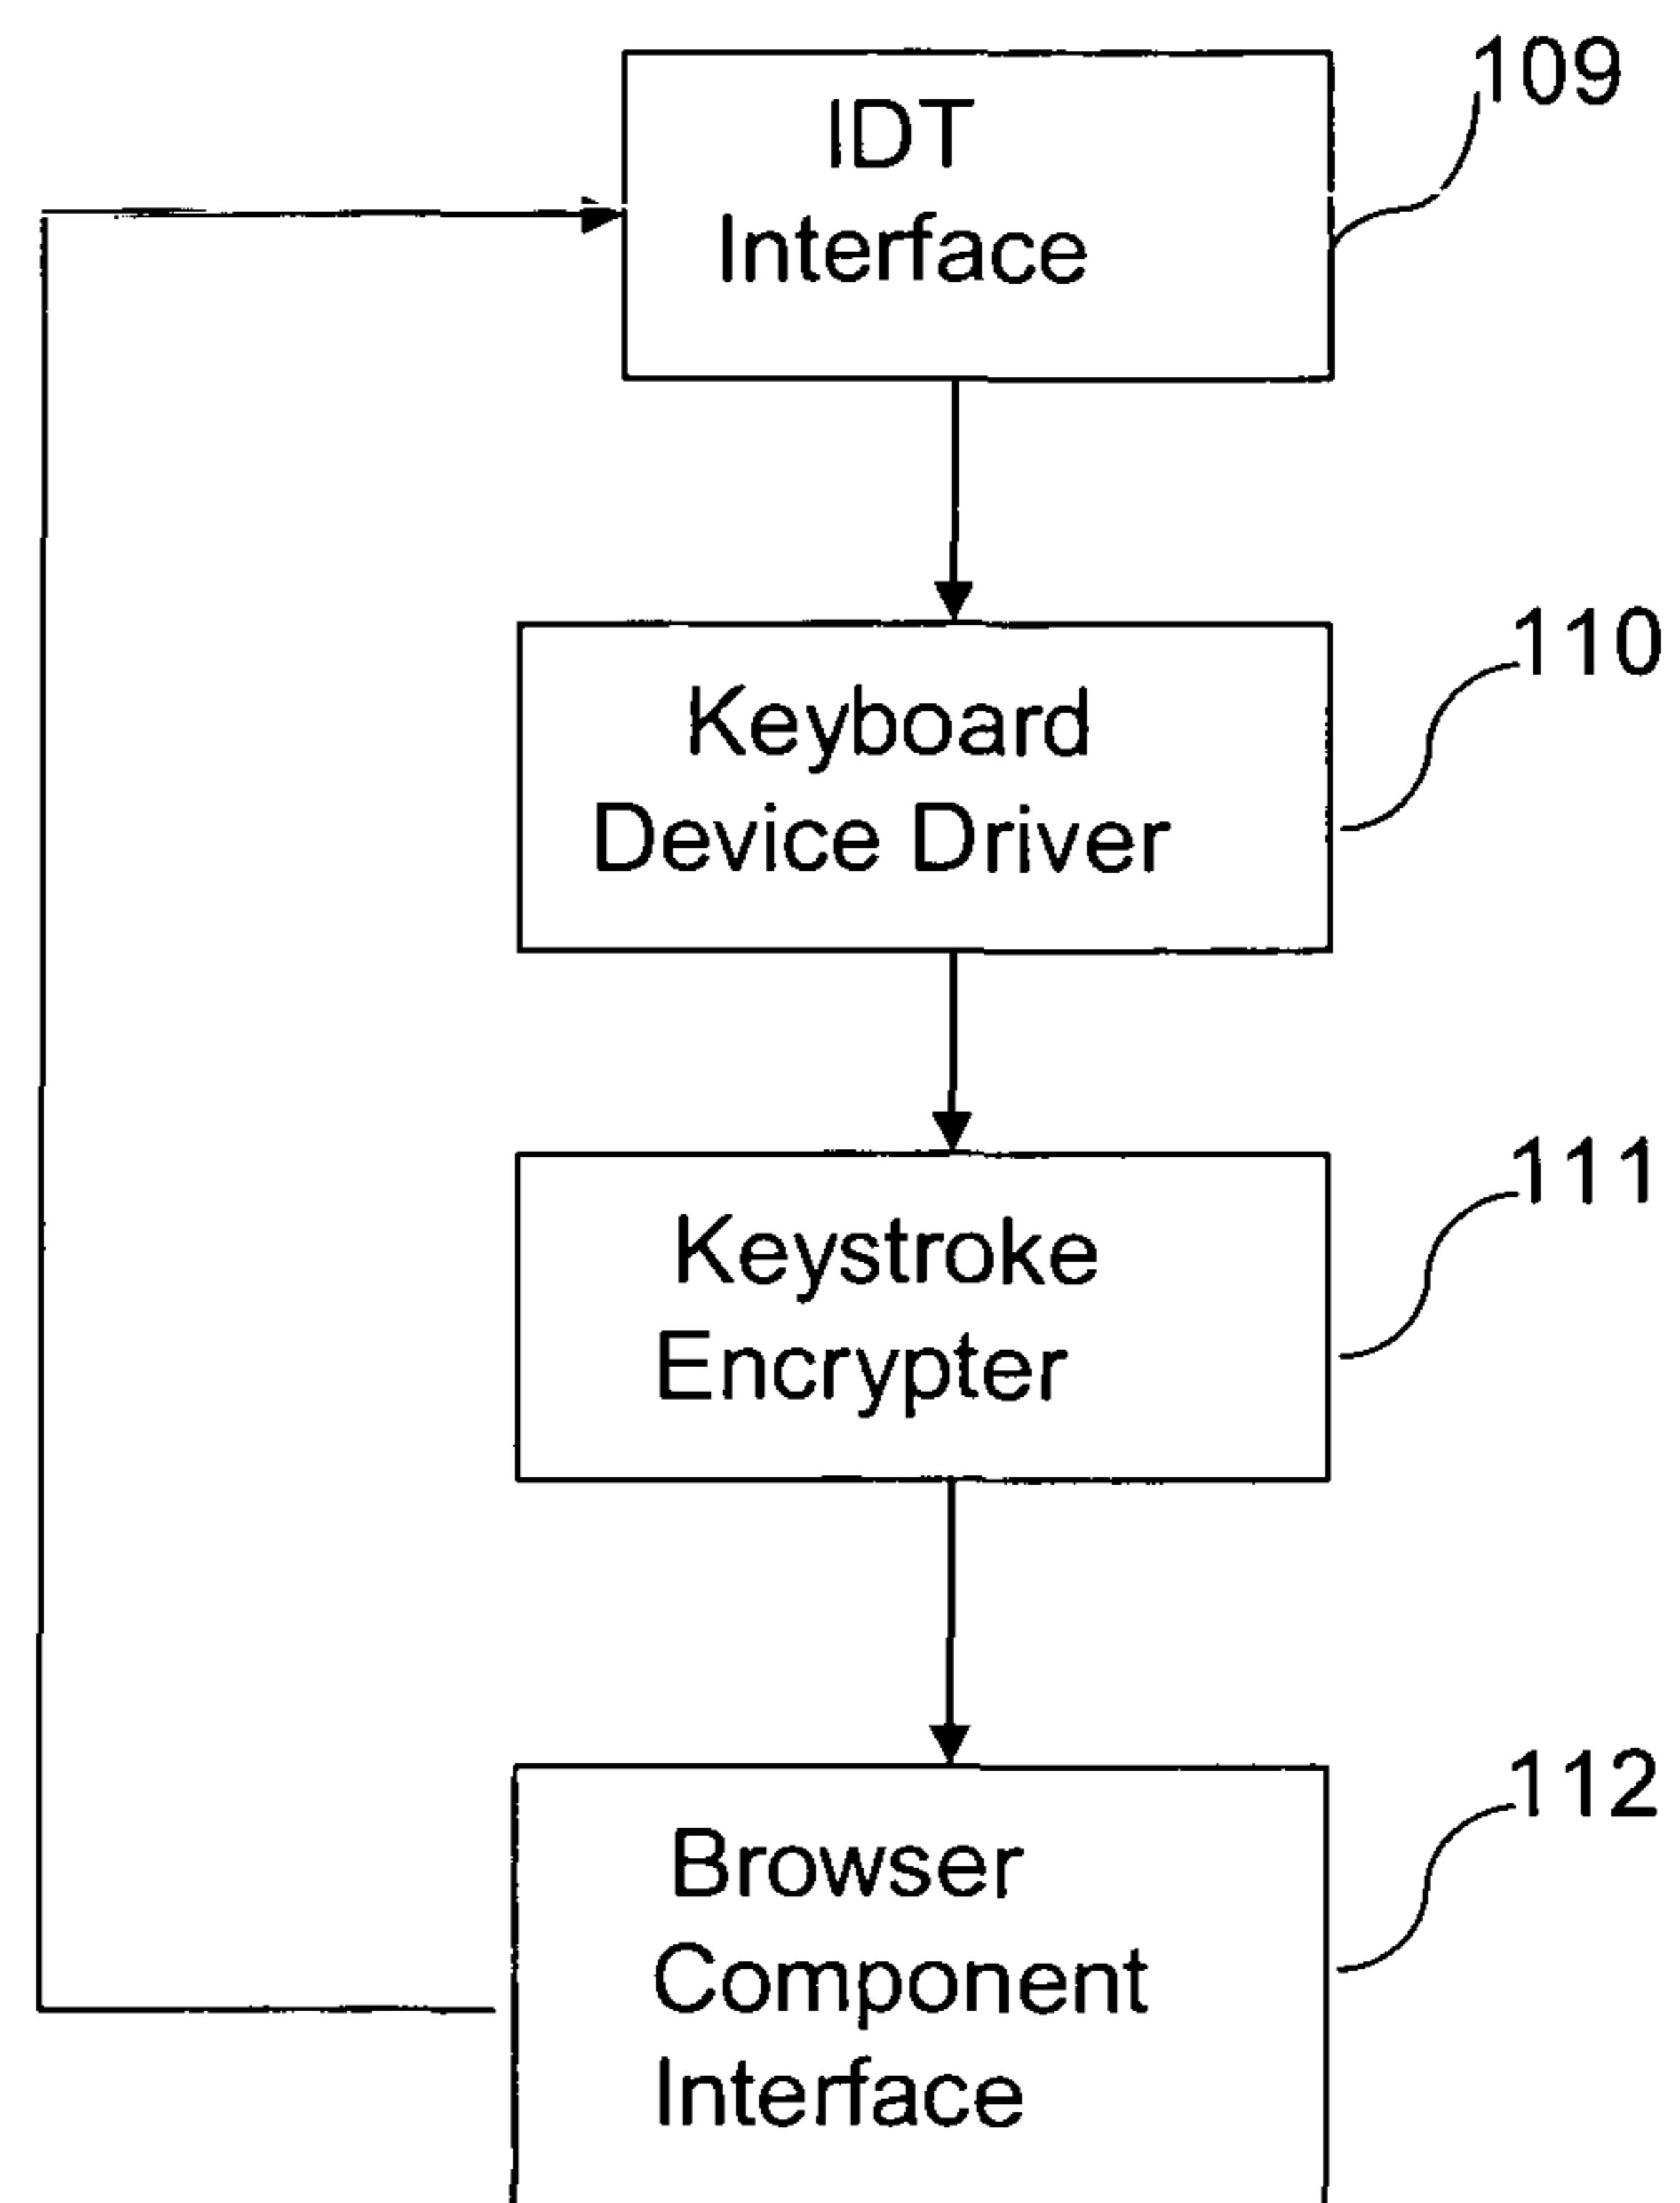 109
IDT
Interface
110
Keyboard
Device Driver
111
Keystroke
Encrypter
112
Browser
Component
Interface